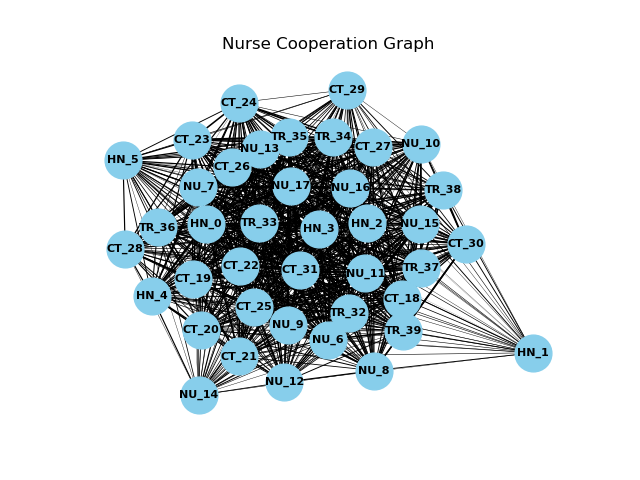 Nurse Cooperation Graph
CT_29
CT_24
TR_35
TR_34
CT_23
NU_10
CT_27
NU_13
HN_5
CT_26
NU_17
NU_7
NU_16
TR_38
TR_33
HN_0
HN_2
NU_15
TR_36
HN_3
CT_30
CT_28
CT_22
TR_37
CT_31
NU_11
CT_19
HN_4
CT_18
CT_25
TR_32
NU_9
CT_20
TR_39
NU_6
HN_1
CT_21
NU_8
NU_12
NU_14